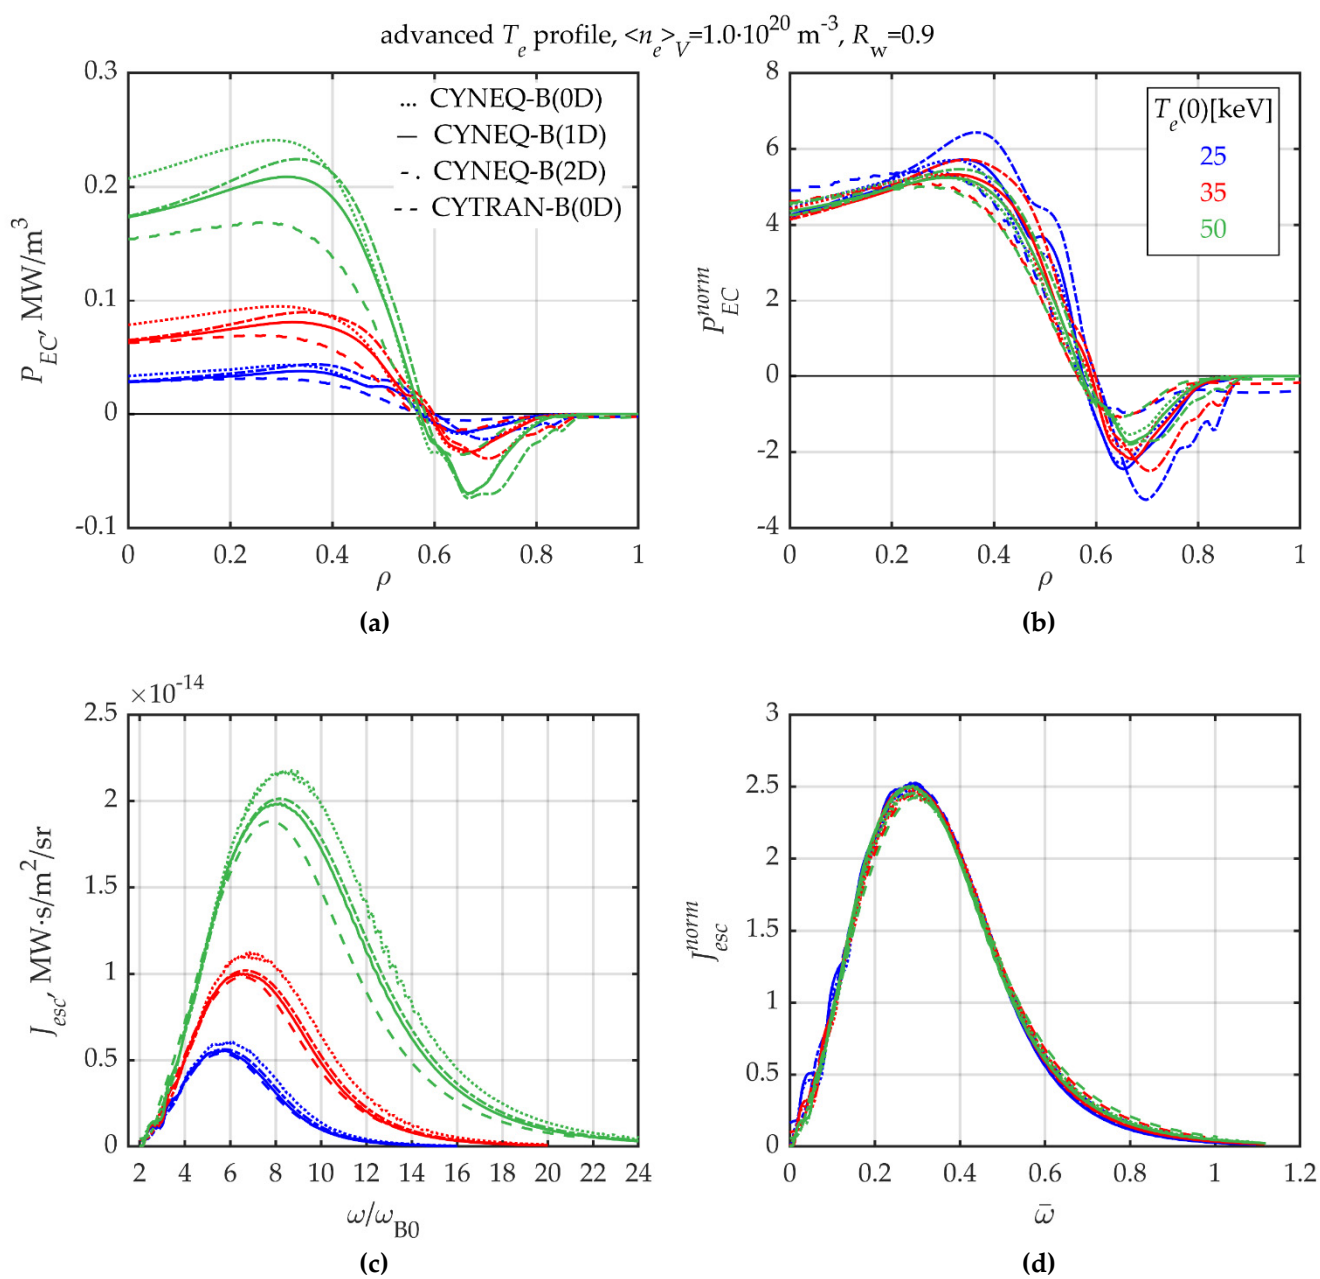 advanced T_e profile, <n_e>_V=1.0·10^20 m^-3, R_w=0.9
0.3
0.2
0.1
0
-0.1
P_EC, MW/m^3
... CYNEQ-B(0D)
— CYNEQ-B(1D)
-. CYNEQ-B(2D)
-- CYTRAN-B(0D)
0 0.2 0.4 0.6 0.8 1
ρ
(a)
8
6
4
2
0
-2
-4
P_EC^norm
T_e(0)[keV]
25
35
50
0 0.2 0.4 0.6 0.8 1
ρ
(b)
×10^-14
2.5
2
1.5
1
0.5
0
J_esc, MW·s/m^2/sr
2 4 6 8 10 12 14 16 18 20 22 24
ω/ω_B0
(c)
3
2.5
2
1.5
1
0.5
0
J_esc^norm
0 0.2 0.4 0.6 0.8 1 1.2
ω̄
(d)